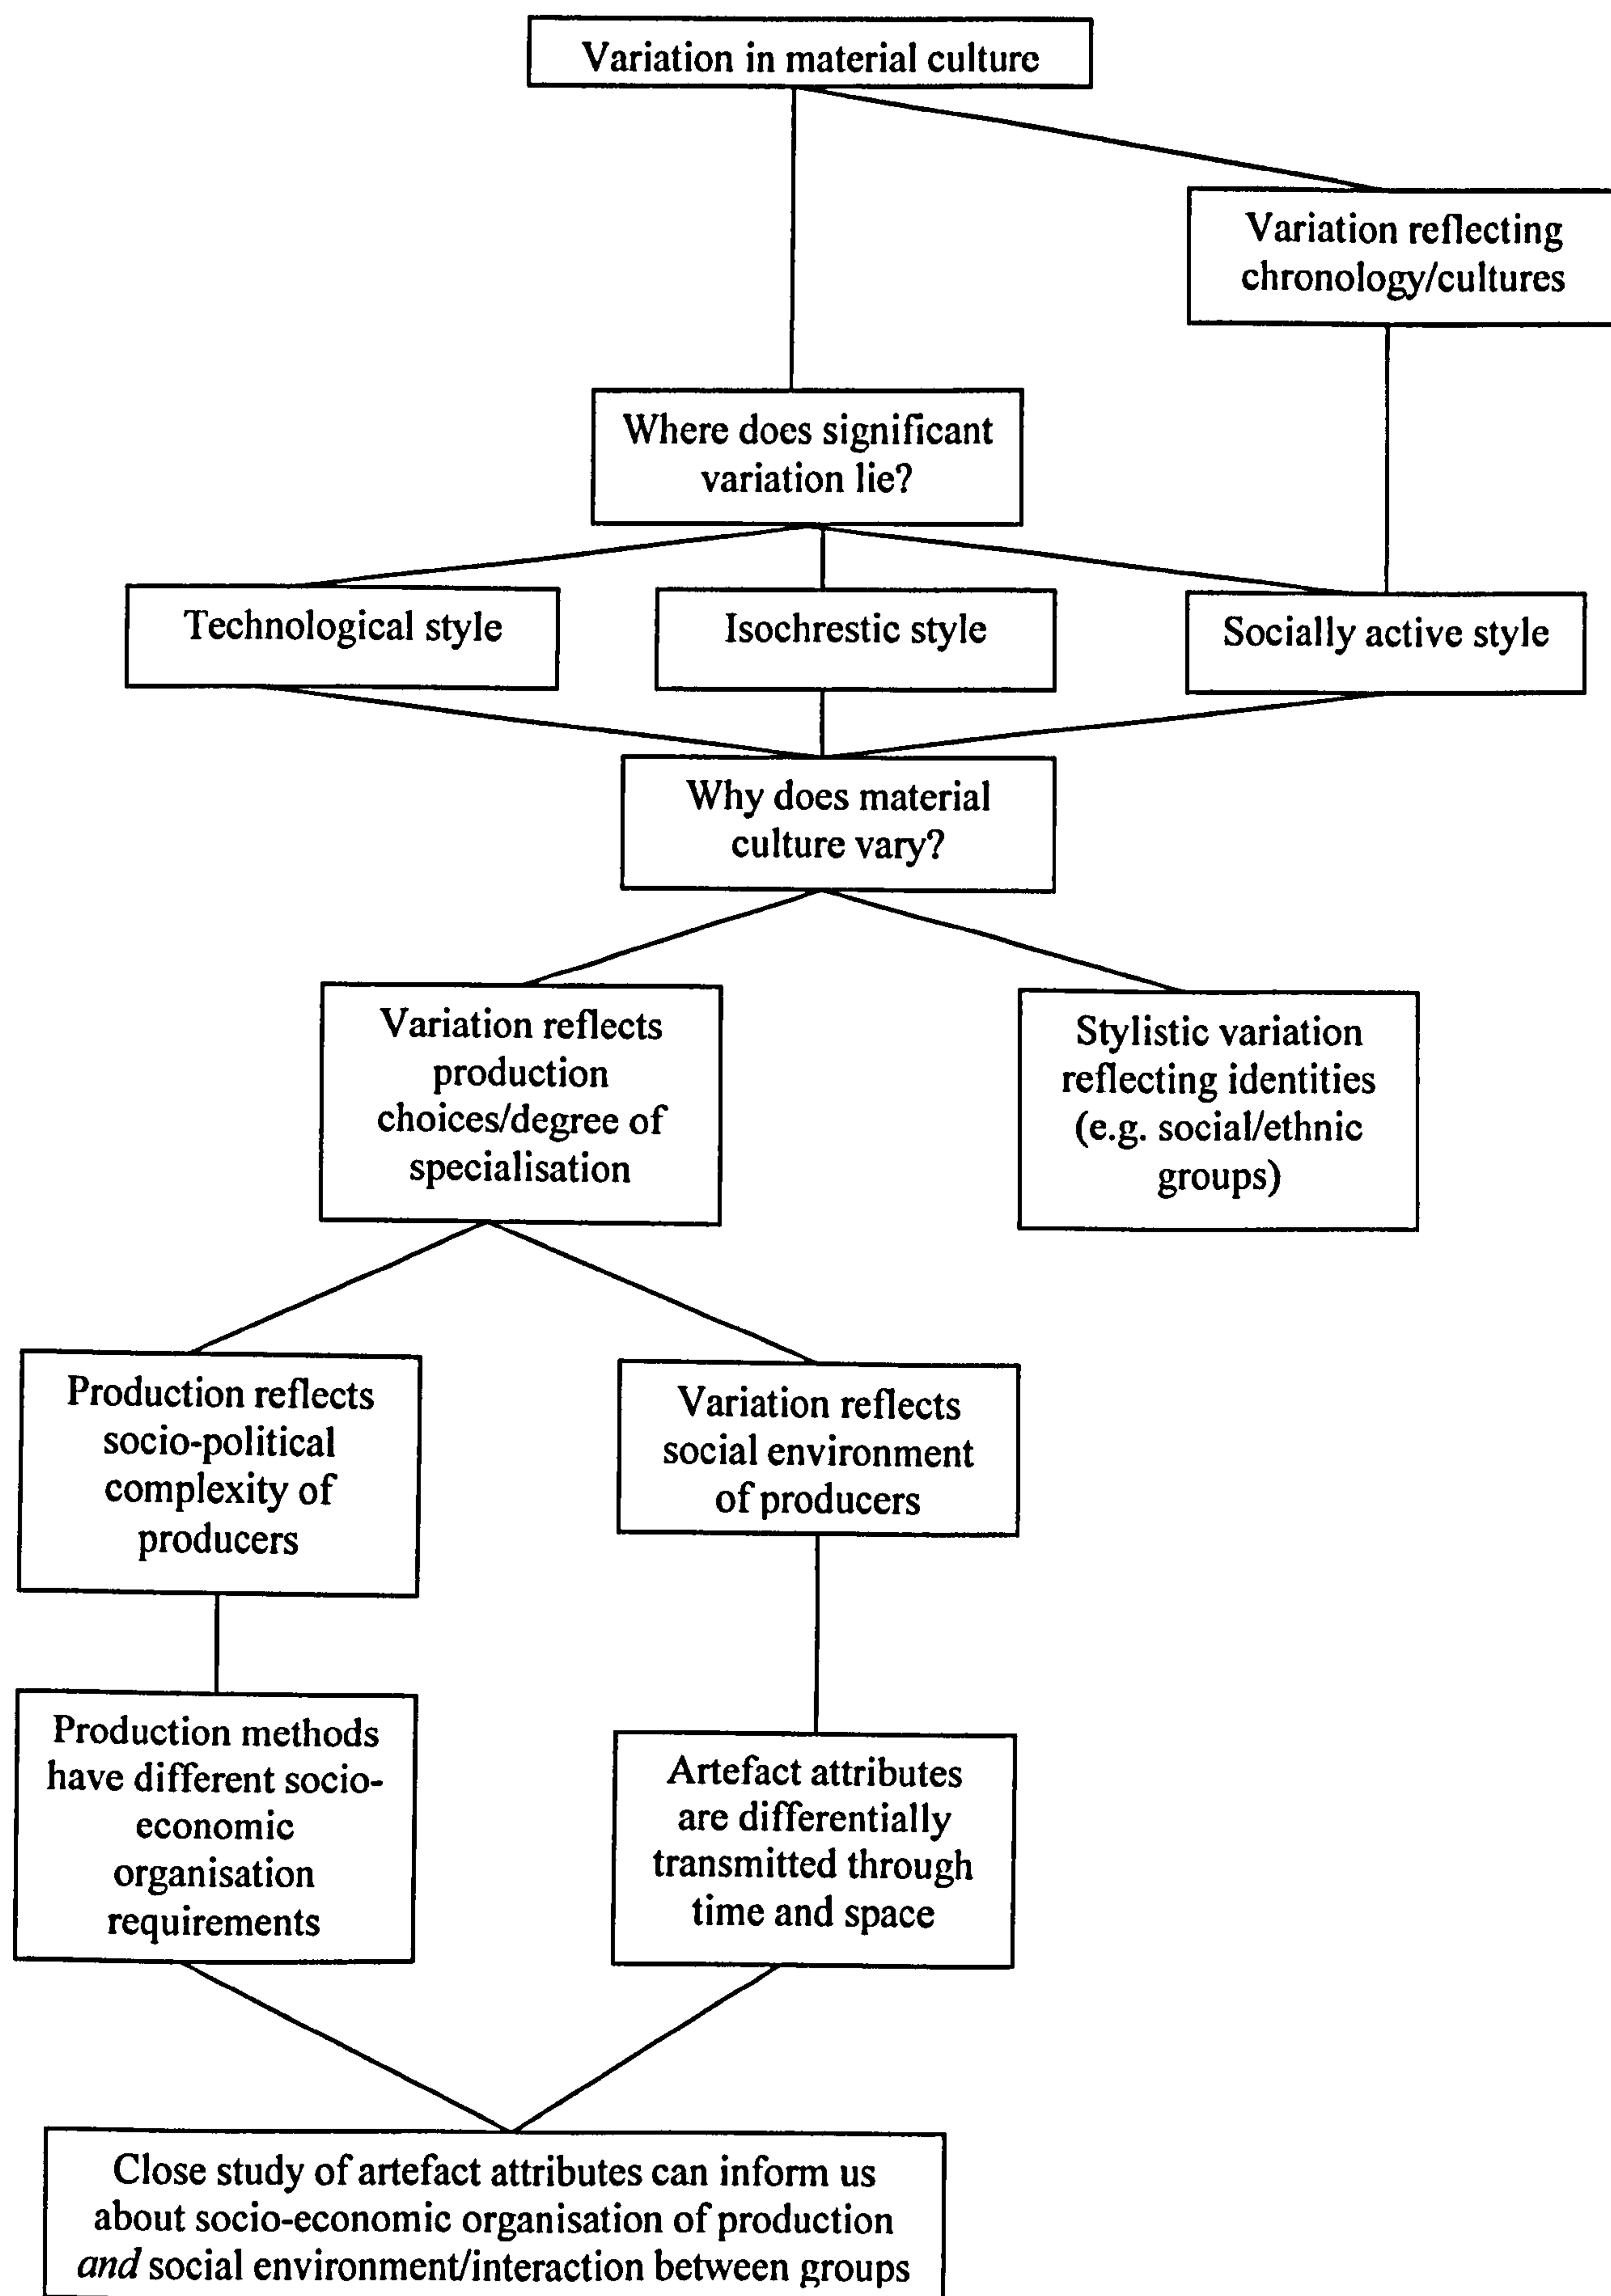 Variation in material culture
Variation reflecting
chronology/cultures
Where does significant
variation lie?
Technological style
Isochrestic style
Socially active style
Why does material
culture vary?
Variation reflects
production
choices/degree of
specialisation
Stylistic variation
reflecting identities
(e.g. social/ethnic
groups)
Production reflects
socio-political
complexity of
producers
Variation reflects
social environment
of producers
Production methods
have different socio-
economic
organisation
requirements
Artefact attributes
are differentially
transmitted through
time and space
Close study of artefact attributes can inform us
about socio-economic organisation of production
and social environment/interaction between groups